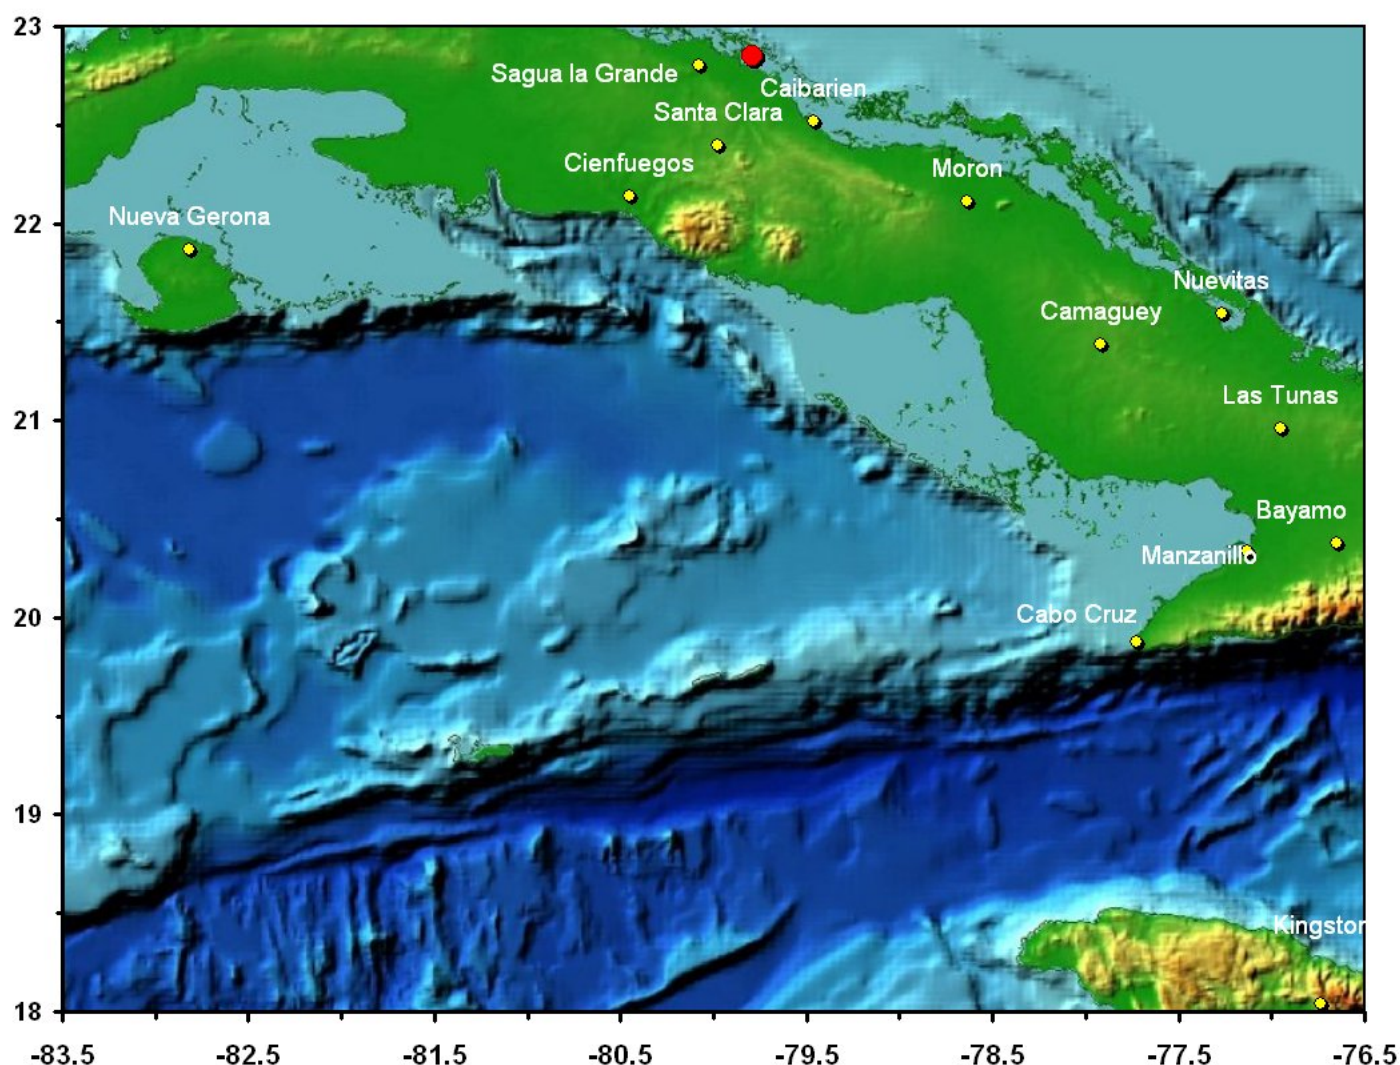 23
Sagua la Grande
Caibarien
Santa Clara
Cienfuegos
Moron
22
Nueva Gerona
Nuevitas
Camaguey
21
Las Tunas
Bayamo
Manzanillo
20
Cabo Cruz
19
Kingston
18
-83.5 -82.5 -81.5 -80.5 -79.5 -78.5 -77.5 -76.5